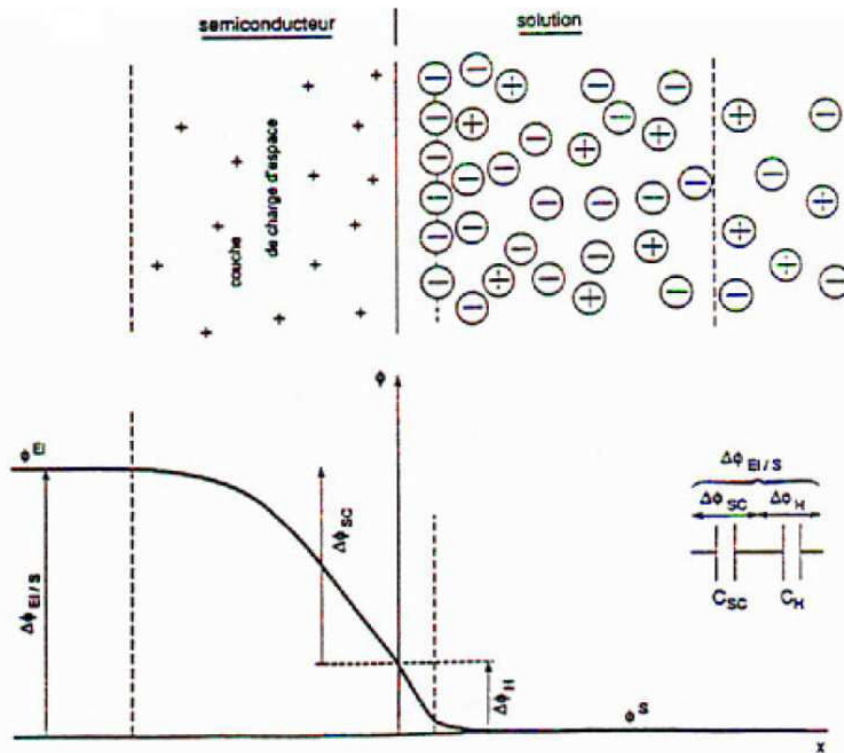 semiconducteur
solution
couche
de charge d'espace
ϕ
ϕ^El
Δϕ_SC
Δϕ_El/S
Δϕ_H
ϕ^S
x
Δϕ_El/S
Δϕ_SC Δϕ_H
C_SC C_H